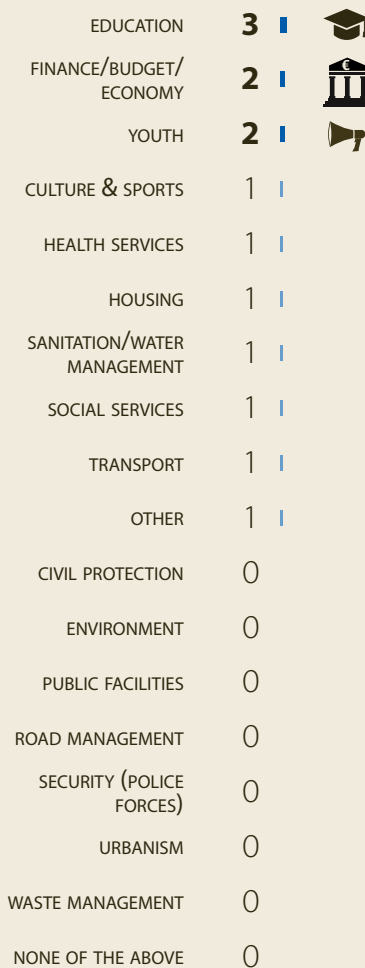 EDUCATION 3
FINANCE/BUDGET/
ECONOMY 2
€
YOUTH 2
CULTURE & SPORTS 1
HEALTH SERVICES 1
HOUSING 1
SANITATION/WATER
MANAGEMENT 1
SOCIAL SERVICES 1
TRANSPORT 1
OTHER 1
CIVIL PROTECTION 0
ENVIRONMENT 0
PUBLIC FACILITIES 0
ROAD MANAGEMENT 0
SECURITY (POLICE
FORCES) 0
URBANISM 0
WASTE MANAGEMENT 0
NONE OF THE ABOVE 0